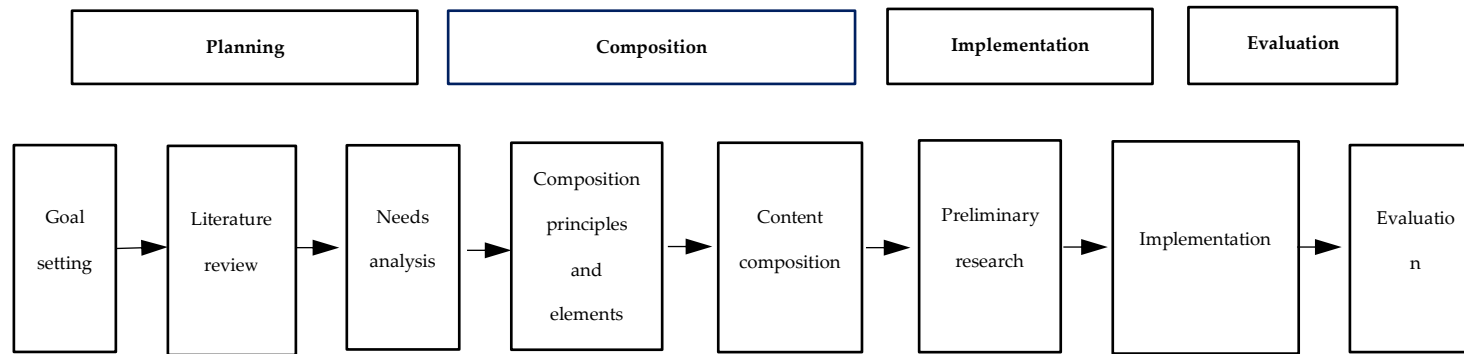 Planning
Composition
Implementation
Evaluation
Goal
setting
Literature
review
Needs
analysis
Composition
principles
and
elements
Content
composition
Preliminary
research
Implementation
Evaluatio
n